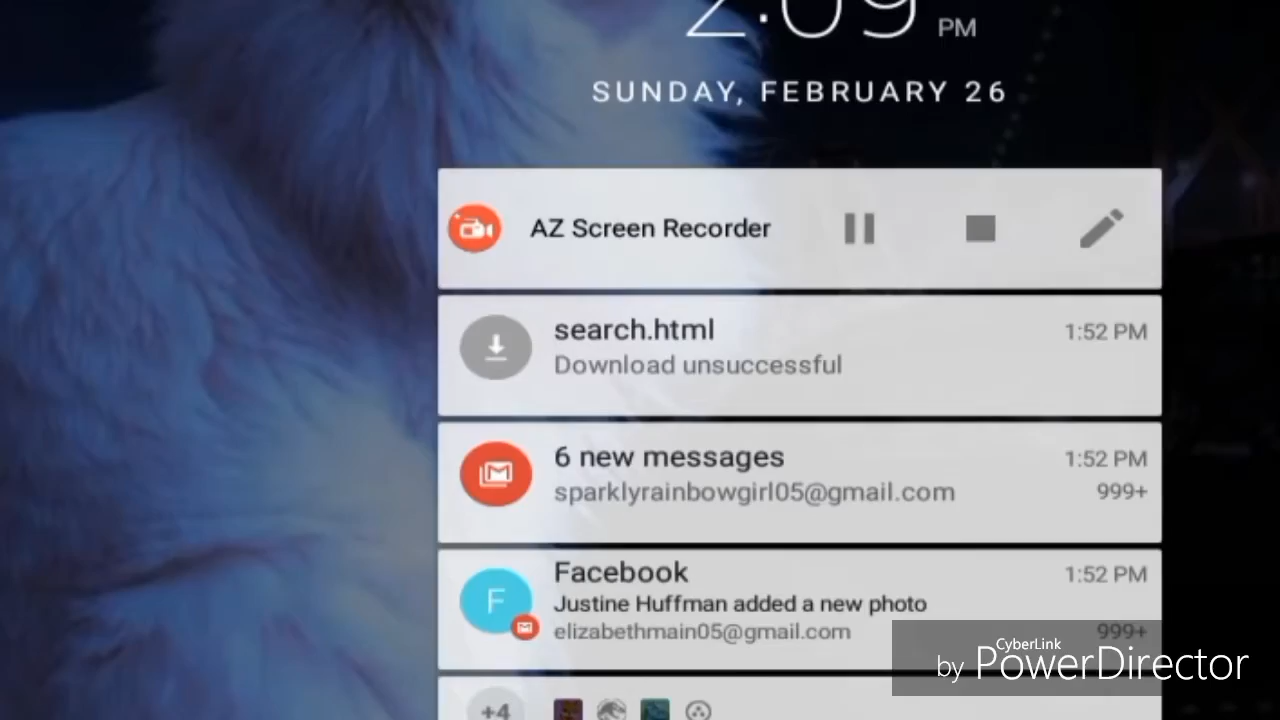 2:09 PM
SUNDAY, FEBRUARY 26
AZ Screen Recorder
search.html 1:52 PM
Download unsuccessful
6 new messages 1:52 PM
sparklyrainbowgirl05@gmail.com 999+
Facebook 1:52 PM
Justine Huffman added a new photo
F
elizabethmain05@gmail.com 999+
CyberLink
by PowerDirector
+4